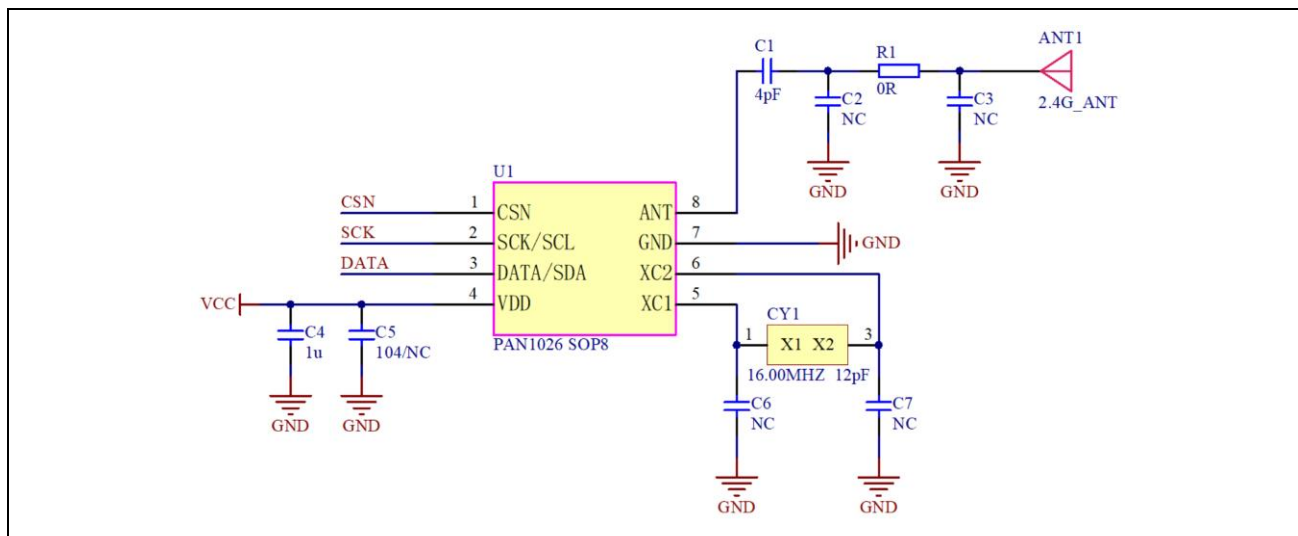 C1
4pF
R1
0R
ANT1
2.4G_ANT
C2
NC
C3
NC
GND
GND
U1
CSN
1
CSN
ANT
8
SCK
2
SCK/SCL
GND
7
GND
DATA
3
DATA/SDA
XC2
6
VCC
4
VDD
XC1
5
PAN1026 SOP8
C4
1u
C5
104/NC
GND
GND
CY1
1
X1 X2
3
16.00MHZ 12pF
C6
NC
C7
NC
GND
GND